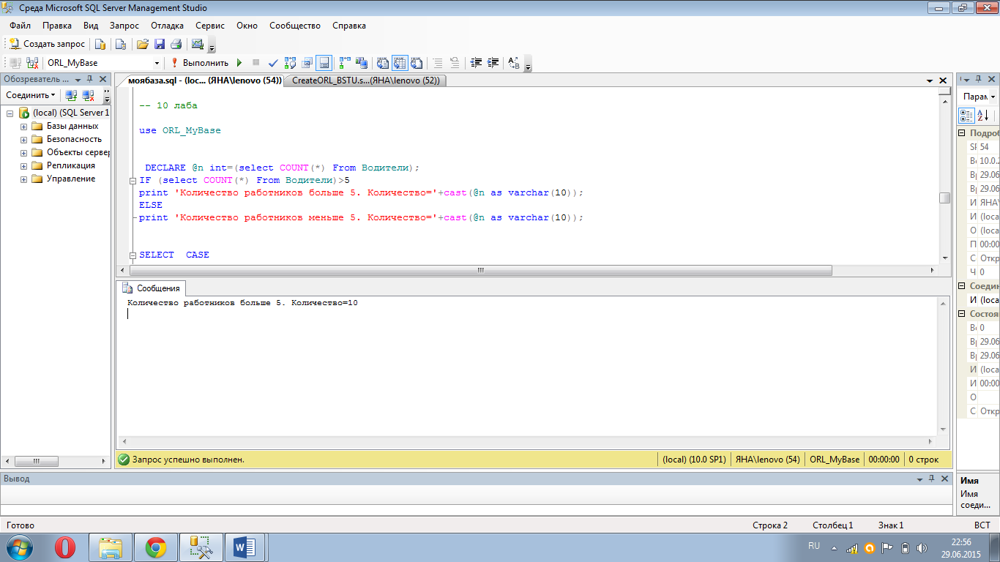 Среда Microsoft SQL Server Management Studio
Файл Правка Вид Запрос Отладка Сервис Окно Сообщество Справка
Создать запрос
ORL_MyBase Выполнить
Обозреватель ...
моябаза.sql - (loc... (ЯНА\lenovo (54)) CreateORL_BSTU.s...(ЯНА\lenovo (52))
Соединить
(local) (SQL Server 1
Базы данных
Безопасность
Объекты сервер
Репликация
Управление
-- 10 лаба
use ORL_MyBase
DECLARE @n int=(select COUNT(*) From Водители);
IF (select COUNT(*) From Водители)>5
print 'Количество работников больше 5. Количество='+cast(@n as varchar(10));
ELSE
print 'Количество работников меньше 5. Количество='+cast(@n as varchar(10));
SELECT CASE
Сообщения
Количество работников больше 5. Количество=10
Запрос успешно выполнен.
(local) (10.0 SP1) ЯНА\lenovo (54) ORL_MyBase 00:00:00 0 строк
Парам
Подроб
54
10.0.
29.06
29.06
И ЯНА\
И (loca
О (loca
П 00:00
С Откр
Ч 0
Соедин
И (loca
Состоя
0
29.06
29.06
И (loca
И 00:00
О
С Откр
Имя
Имя
соеди...
Вывод
Готово
Строка 2 Столбец 1 Знак 1 ВСТ
RU
22:56
29.06.2015